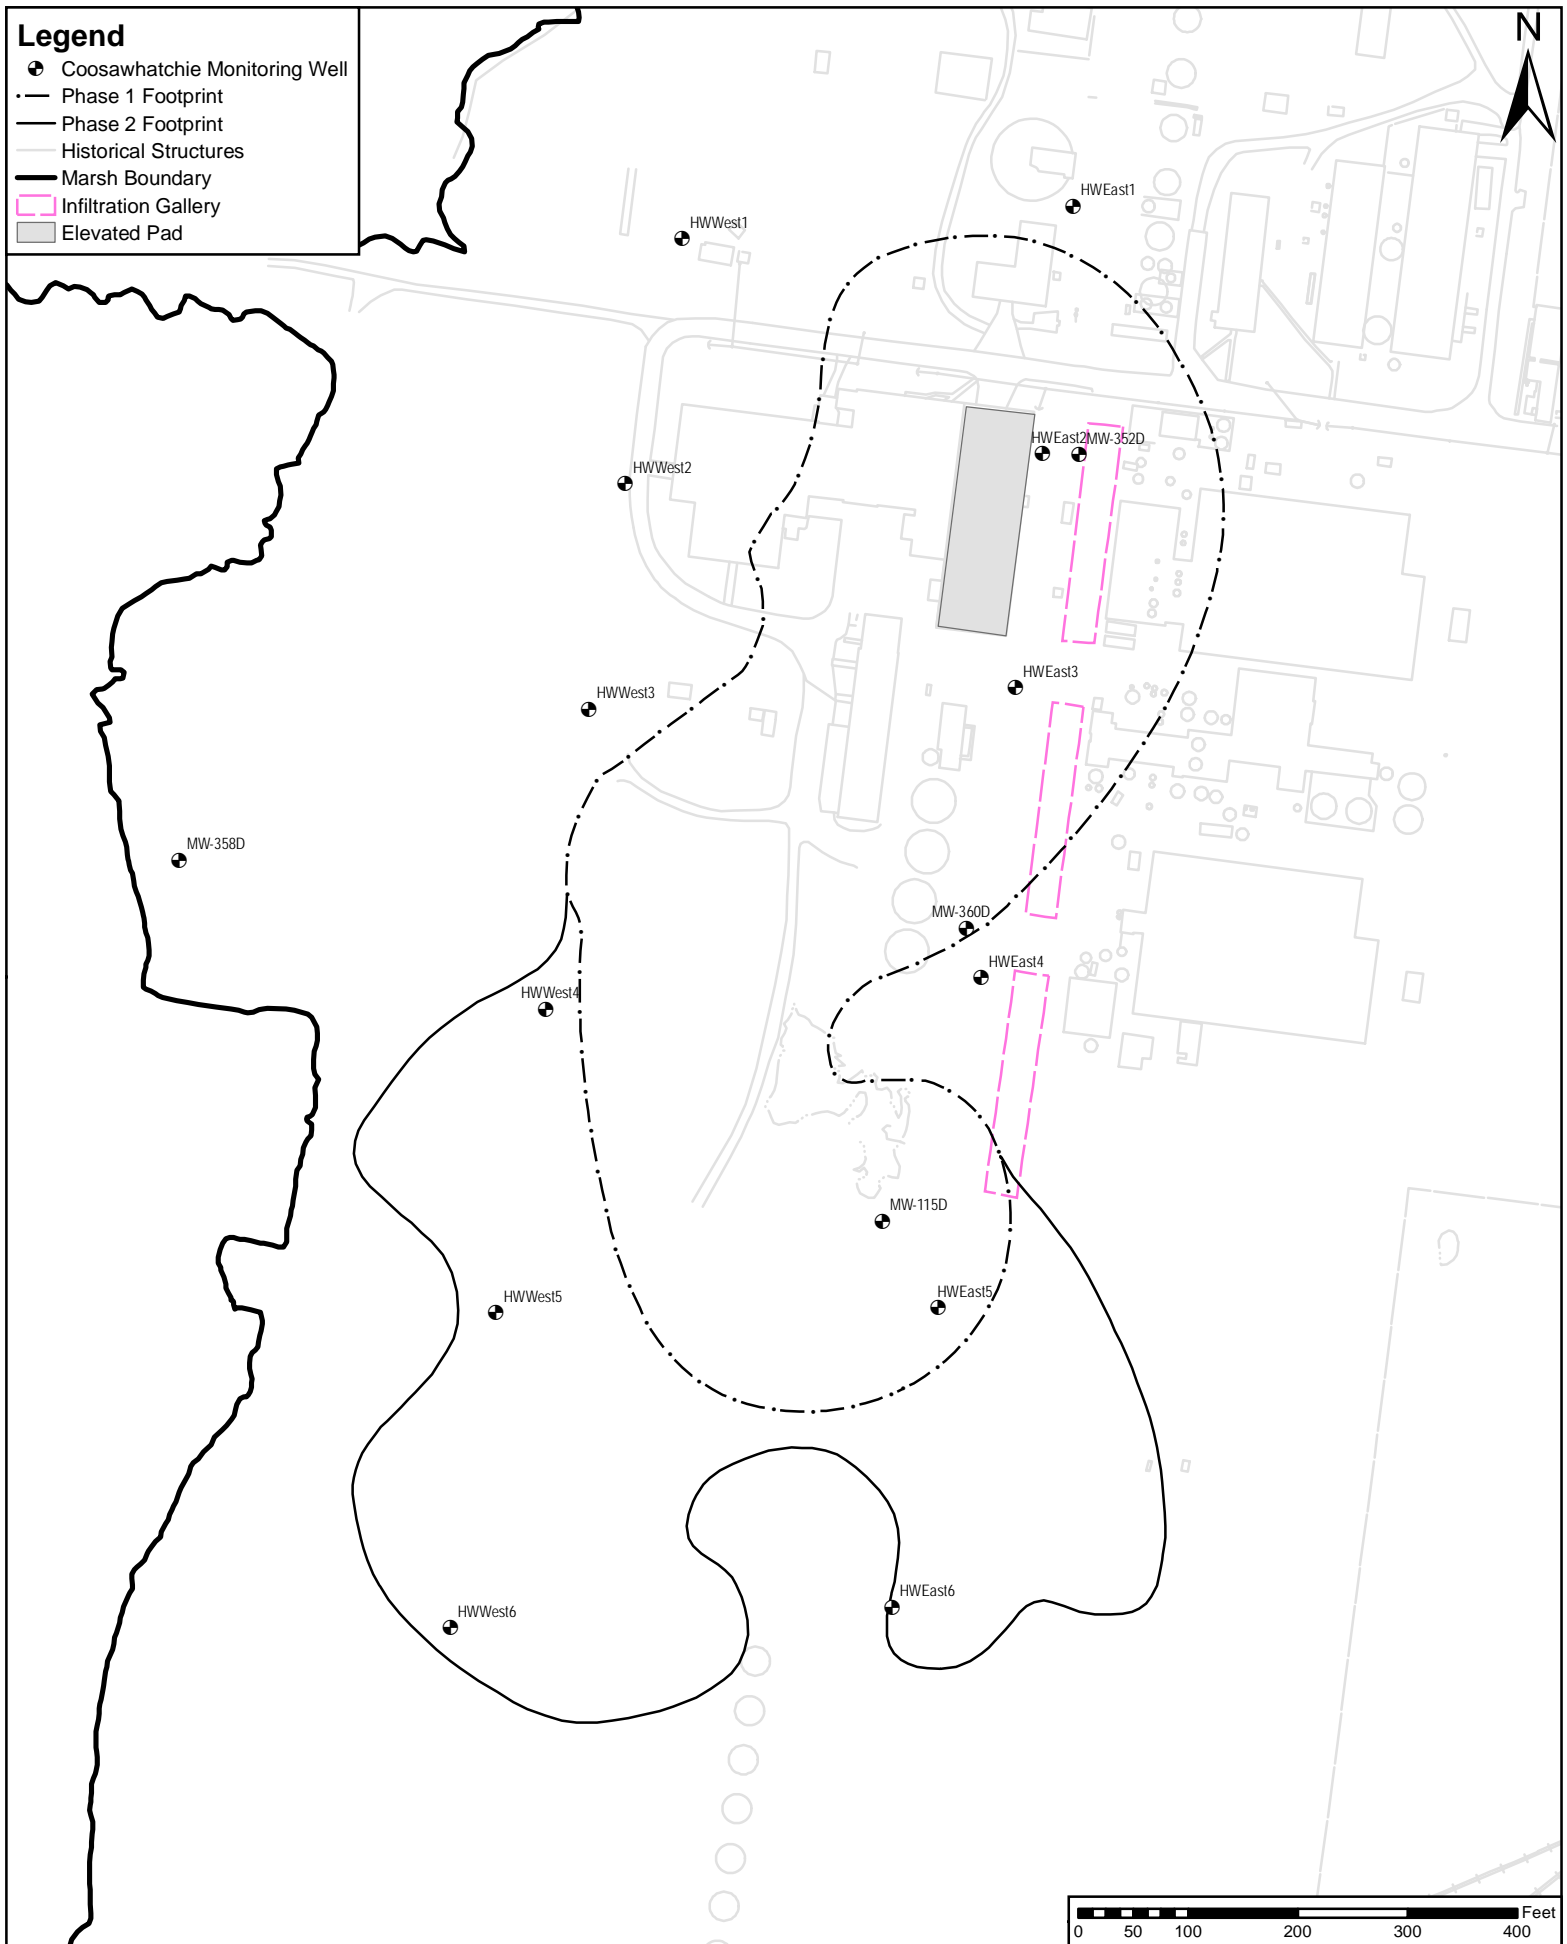 Legend
Coosawhatchie Monitoring Well
Phase 1 Footprint
Phase 2 Footprint
Historical Structures
Marsh Boundary
Infiltration Gallery
Elevated Pad
N
HWEast1
HWWest1
HWEast2
MW-352D
HWWest2
HWEast3
HWWest3
MW-358D
MW-360D
HWEast4
HWWest4
MW-115D
HWWest5
HWEast5
HWEast6
HWWest6
Feet
0 50 100 200 300 400